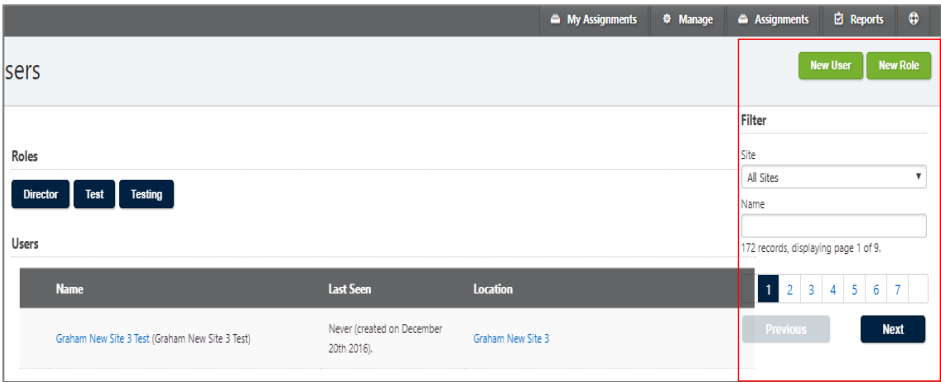 My Assignments Manage Assignments Reports
sers
New User New Role
Roles
Director Test Testing
Users
Name Last Seen Location
Graham New Site 3 Test (Graham New Site 3 Test) Never (created on December 20th 2016). Graham New Site 3
Filter
Site
All Sites
Name
172 records, displaying page 1 of 9.
1 2 3 4 5 6 7
Previous Next